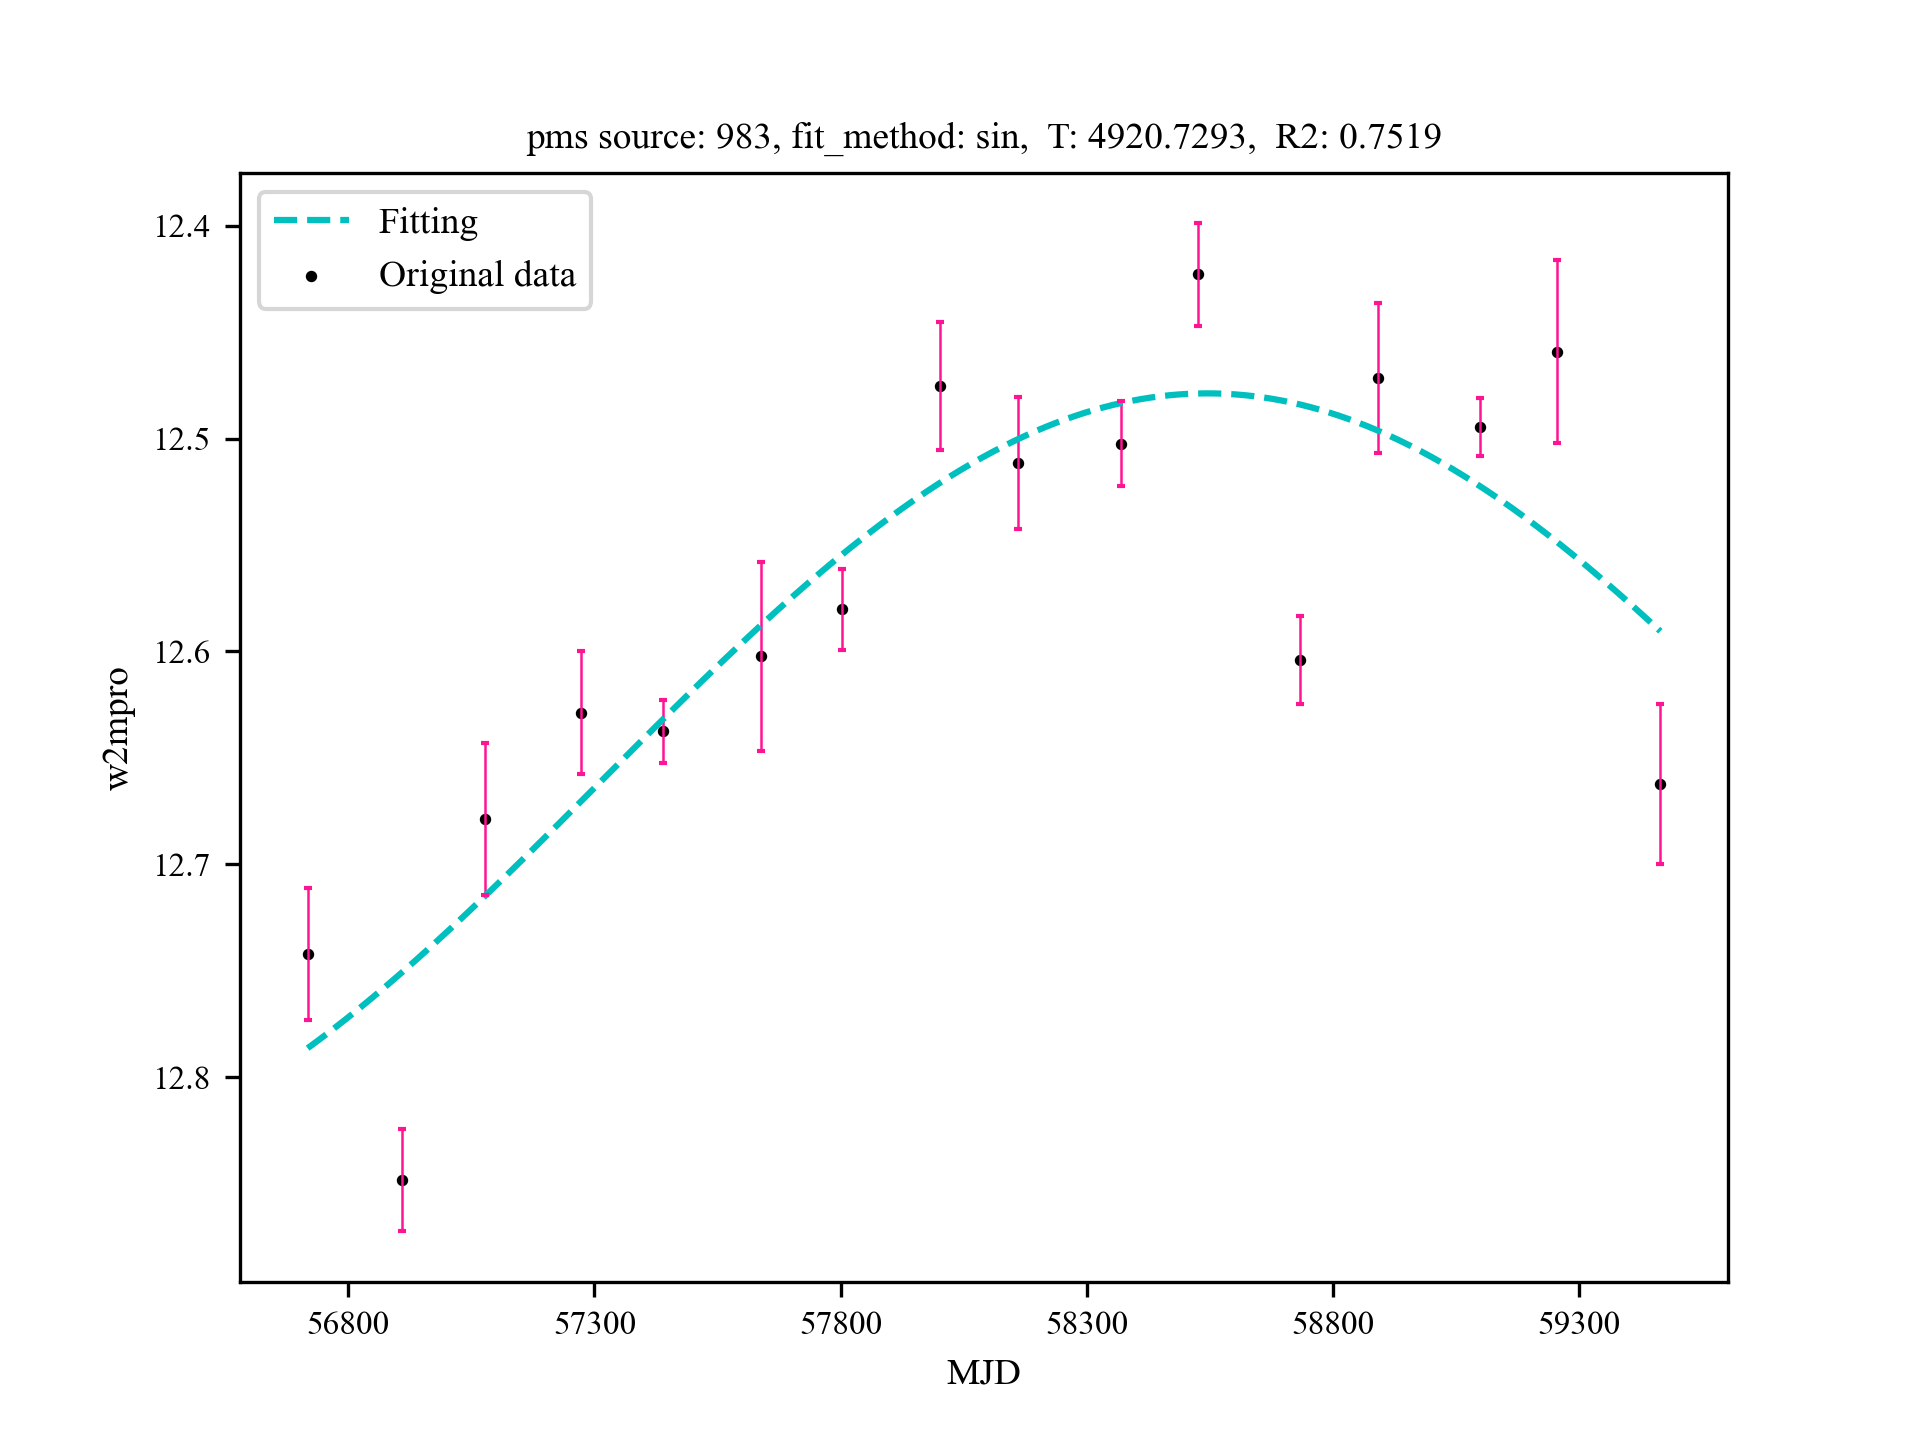 pms source: 983, fit_method: sin,  T: 4920.7293,  R2: 0.7519
Fitting
Original data
12.4
12.5
12.6
12.7
12.8
w2mpro
56800
57300
57800
58300
58800
59300
MJD